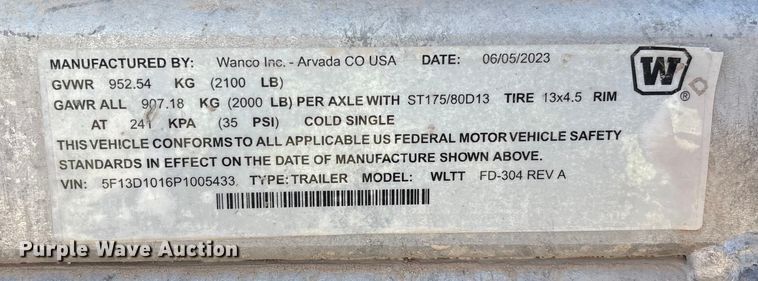 MANUFACTURED BY: Wanco Inc. - Arvada CO USA DATE: 06/05/2023
GVWR 952.54 KG (2100 LB)
GAWR ALL 907.18 KG (2000 LB) PER AXLE WITH ST175/80D13 TIRE 13x4.5 RIM
AT 241 KPA (35 PSI) COLD SINGLE
THIS VEHICLE CONFORMS TO ALL APPLICABLE US FEDERAL MOTOR VEHICLE SAFETY
STANDARDS IN EFFECT ON THE DATE OF MANUFACTURE SHOWN ABOVE.
VIN: 5F13D1016P1005433 TYPE: TRAILER MODEL: WLTT FD-304 REV A
W
®
D
Purple Wave Auction